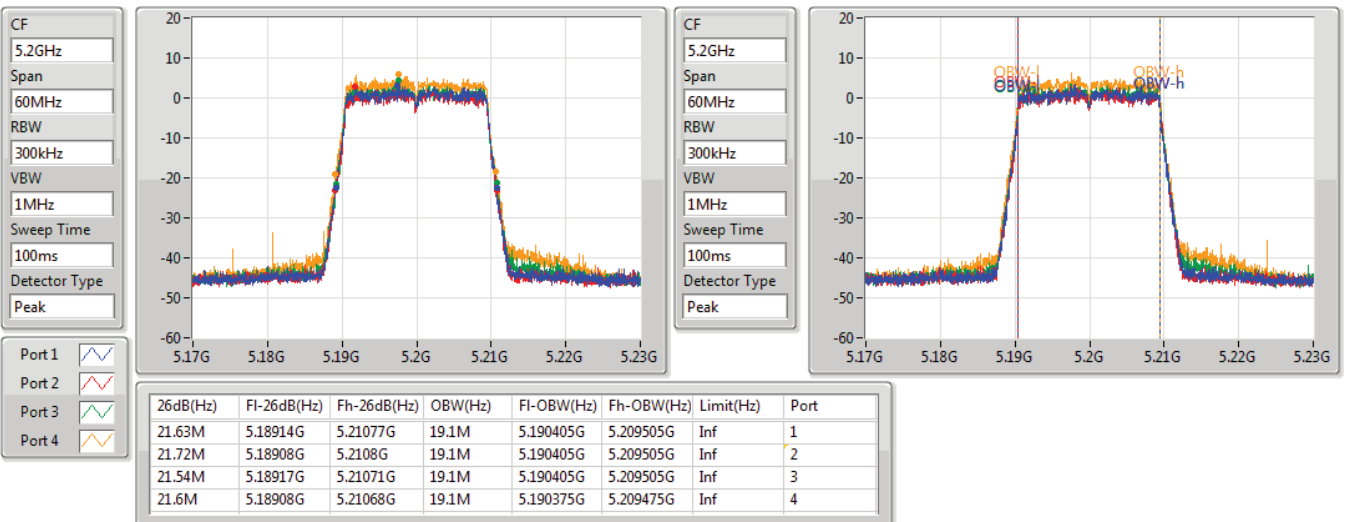 CF
5.2GHz
Span
60MHz
RBW
300kHz
VBW
1MHz
Sweep Time
100ms
Detector Type
Peak
20
10
0
-10
-20
-30
-40
-50
-60
5.17G 5.18G 5.19G 5.2G 5.21G 5.22G 5.23G
CF
5.2GHz
Span
60MHz
RBW
300kHz
VBW
1MHz
Sweep Time
100ms
Detector Type
Peak
20
10
0
-10
-20
-30
-40
-50
-60
OBW-l OBW-h
OBW-h
5.17G 5.18G 5.19G 5.2G 5.21G 5.22G 5.23G
Port 1
Port 2
Port 3
Port 4
26dB(Hz) Fl-26dB(Hz) Fh-26dB(Hz) OBW(Hz) Fl-OBW(Hz) Fh-OBW(Hz) Limit(Hz) Port
21.63M 5.18914G 5.21077G 19.1M 5.190405G 5.209505G Inf 1
21.72M 5.18908G 5.2108G 19.1M 5.190405G 5.209505G Inf 2
21.54M 5.18917G 5.21071G 19.1M 5.190405G 5.209505G Inf 3
21.6M 5.18908G 5.21068G 19.1M 5.190375G 5.209475G Inf 4